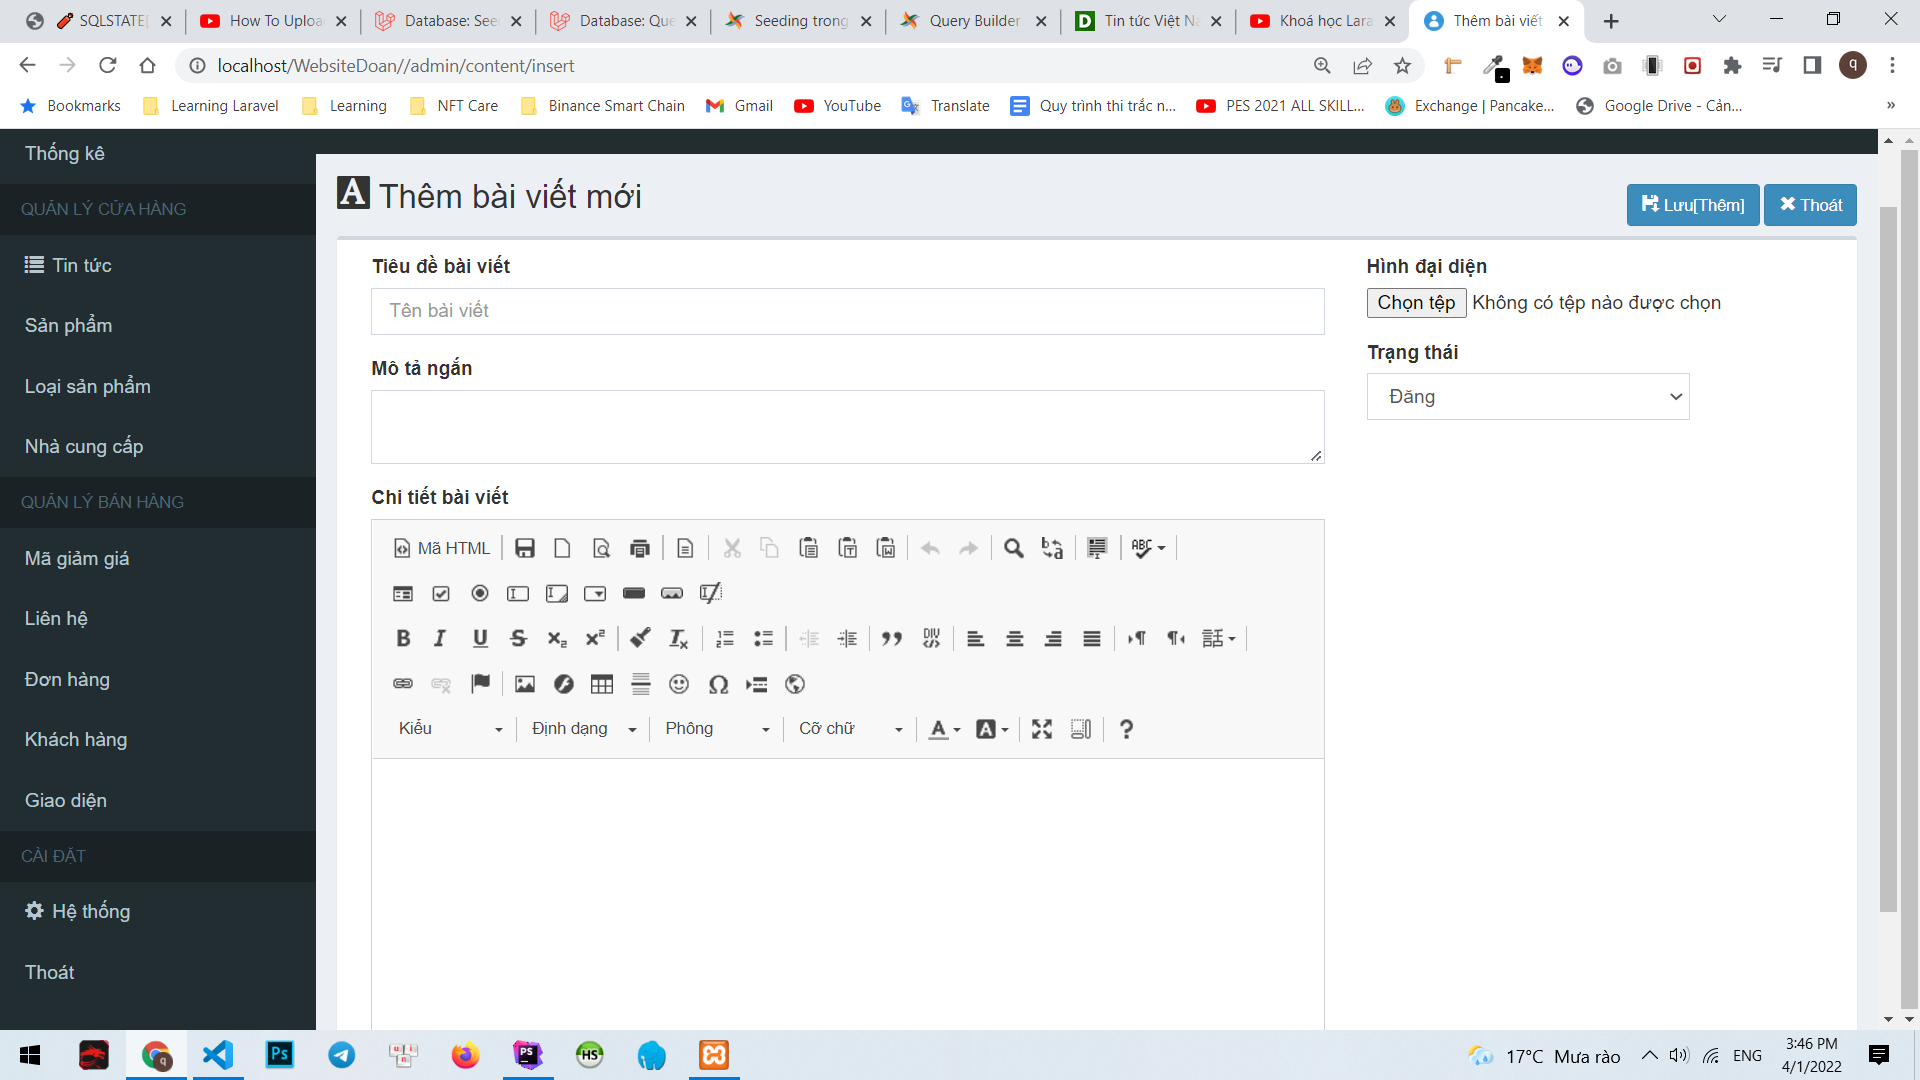 SQLSTATE[
How To Uploa
Database: See
Database: Que
Seeding trong
Query Builder
Tin tức Việt Na
Khoá học Lara
Thêm bài viết
localhost/WebsiteDoan//admin/content/insert
q
Bookmarks
Learning Laravel
Learning
NFT Care
Binance Smart Chain
Gmail
YouTube
Translate
Quy trình thi trắc n...
PES 2021 ALL SKILL...
Exchange | Pancake...
Google Drive - Cản...
»
Thống kê
QUẢN LÝ CỬA HÀNG
Tin tức
Sản phẩm
Loại sản phẩm
Nhà cung cấp
QUẢN LÝ BÁN HÀNG
Mã giảm giá
Liên hệ
Đơn hàng
Khách hàng
Giao diện
CÀI ĐẶT
Hệ thống
Thoát
Thêm bài viết mới
Lưu[Thêm]
Thoát
Tiêu đề bài viết
Tên bài viết
Mô tả ngắn
Chi tiết bài viết
Hình đại diện
Chọn tệp Không có tệp nào được chọn
Trạng thái
Đăng
Mã HTML
Kiểu
Định dạng
Phông
Cỡ chữ
17°C Mưa rào
ENG
3:46 PM
4/1/2022